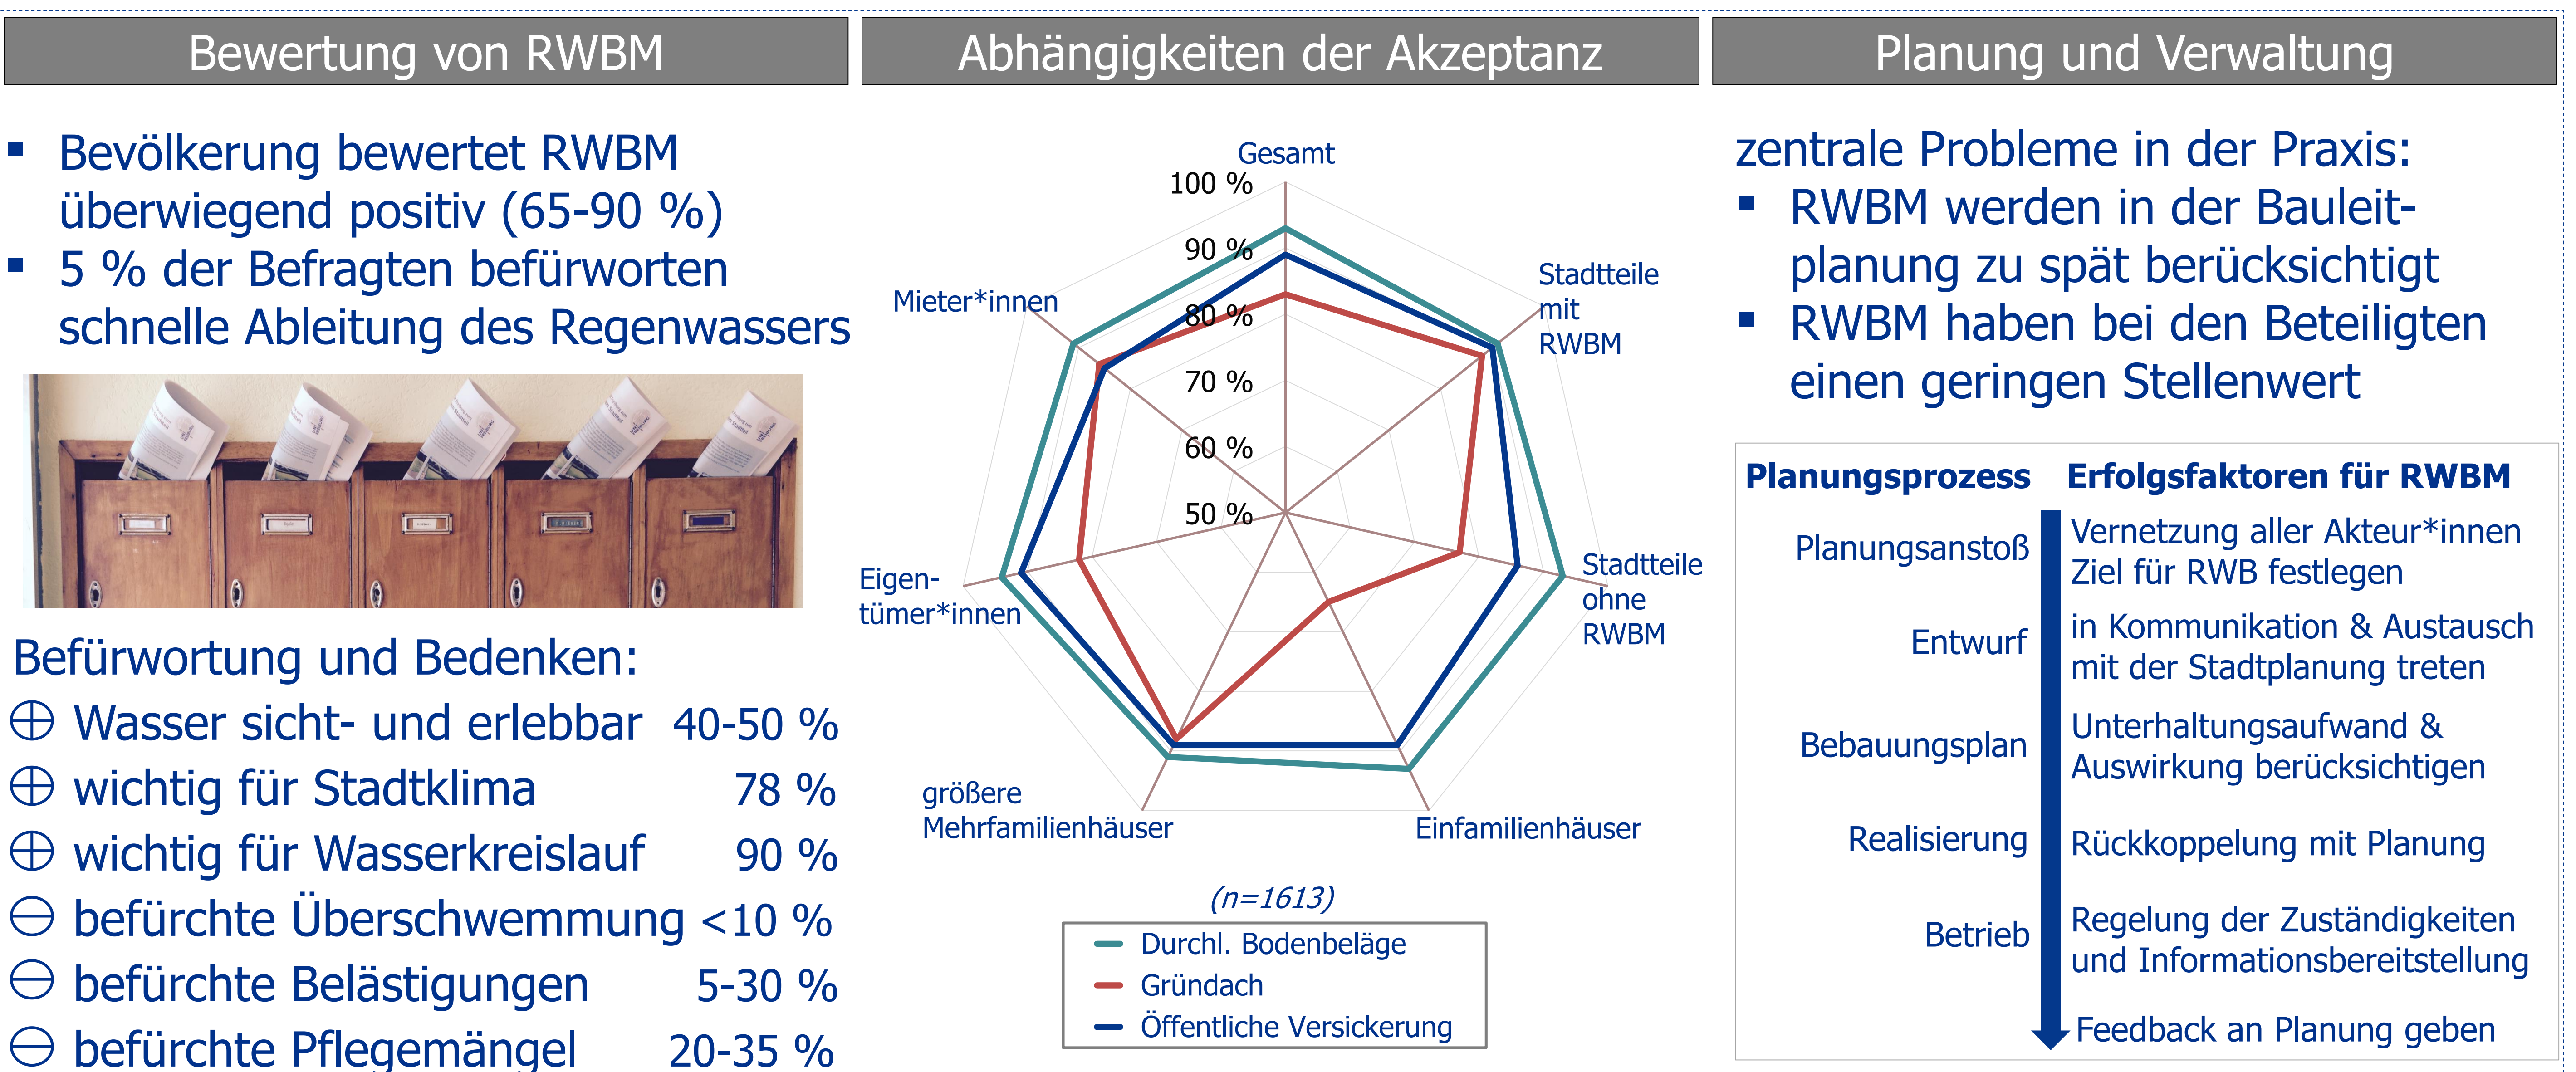 Bewertung von RWBM
▪ Bevölkerung bewertet RWBM
überwiegend positiv (65-90 %)
▪ 5 % der Befragten befürworten
schnelle Ableitung des Regenwassers
Befürwortung und Bedenken:
⊕ Wasser sicht- und erlebbar 40-50 %
⊕ wichtig für Stadtklima 78 %
⊕ wichtig für Wasserkreislauf 90 %
⊖ befürchte Überschwemmung <10 %
⊖ befürchte Belästigungen 5-30 %
⊖ befürchte Pflegemängel 20-35 %
Abhängigkeiten der Akzeptanz
Gesamt
100 %
90 %
80 %
70 %
60 %
50 %
Stadtteile
mit
RWBM
Stadtteile
ohne
RWBM
Einfamilienhäuser
größere
Mehrfamilienhäuser
Eigen-
tümer*innen
Mieter*innen
(n=1613)
Durchl. Bodenbeläge
Gründach
Öffentliche Versickerung
Planung und Verwaltung
zentrale Probleme in der Praxis:
▪ RWBM werden in der Bauleit-
planung zu spät berücksichtigt
▪ RWBM haben bei den Beteiligten
einen geringen Stellenwert
Planungsprozess Erfolgsfaktoren für RWBM
Planungsanstoß
Vernetzung aller Akteur*innen
Ziel für RWB festlegen
Entwurf
in Kommunikation & Austausch
mit der Stadtplanung treten
Bebauungsplan
Unterhaltungsaufwand &
Auswirkung berücksichtigen
Realisierung
Rückkoppelung mit Planung
Betrieb
Regelung der Zuständigkeiten
und Informationsbereitstellung
Feedback an Planung geben